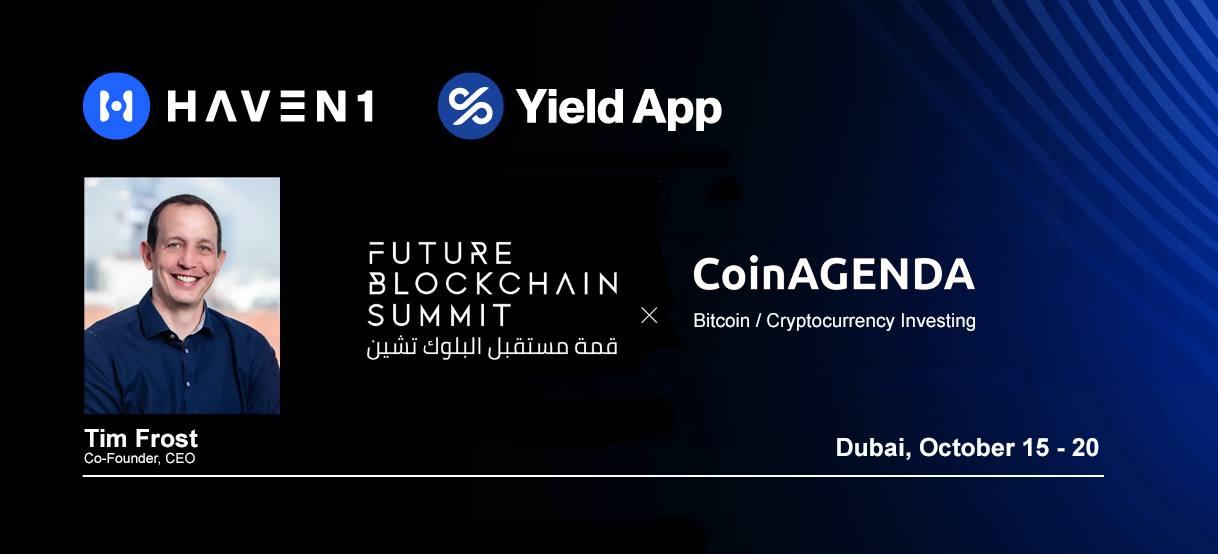 HAVEN1
Yield App
FUTURE
BLOCKCHAIN
SUMMIT
قمة مستقبل البلوك تشين
×
CoinAGENDA
Bitcoin / Cryptocurrency Investing
Tim Frost
Co-Founder, CEO
Dubai, October 15 - 20